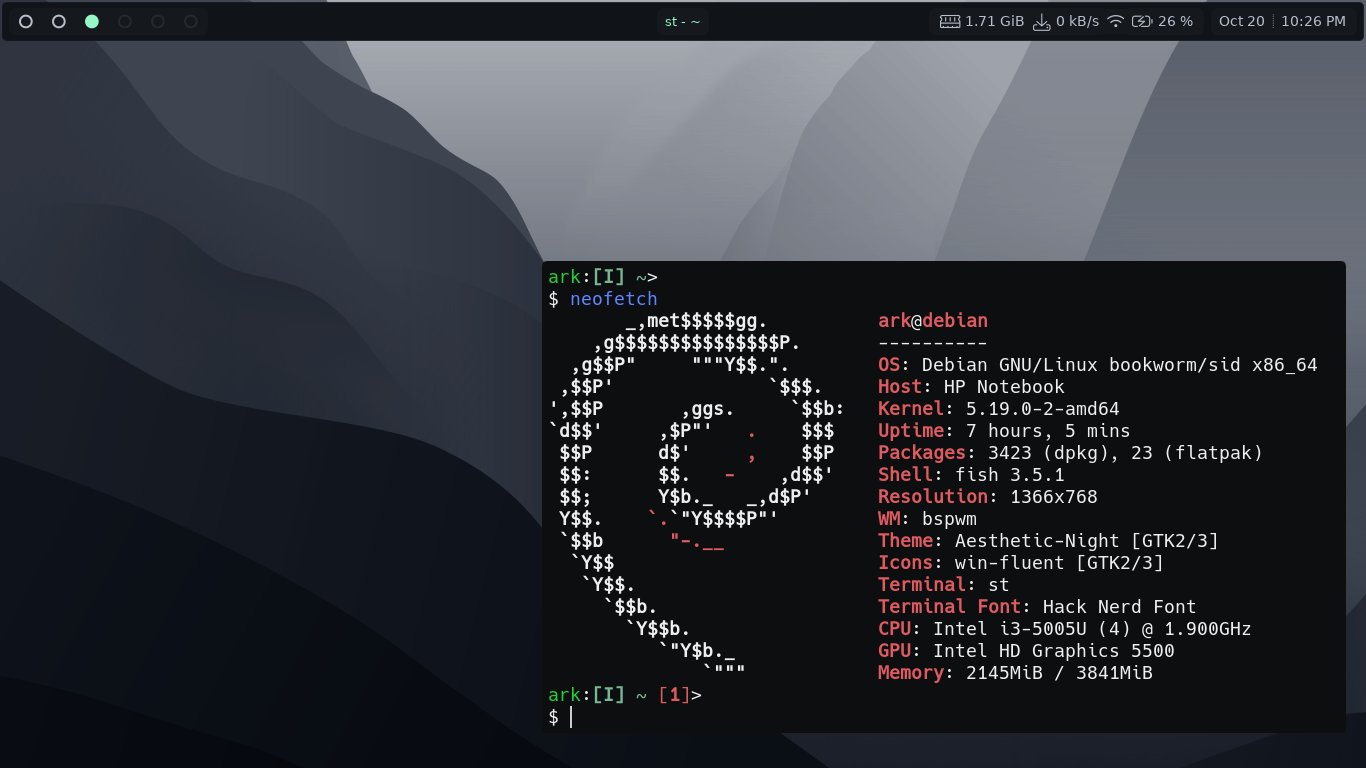 st - ~ 1.71 GiB 0 kB/s 26 % Oct 20 10:26 PM
ark:[I] ~>
$ neofetch
       _,met$$$$$gg.          ark@debian
    ,g$$$$$$$$$$$$$$$P.       ----------
  ,g$$P"     """Y$$.".        OS: Debian GNU/Linux bookworm/sid x86_64
 ,$$P'              `$$$.     Host: HP Notebook
',$$P       ,ggs.     `$$b:   Kernel: 5.19.0-2-amd64
`d$$'     ,$P"'   .    $$$    Uptime: 7 hours, 5 mins
 $$P      d$'     ,    $$P    Packages: 3423 (dpkg), 23 (flatpak)
 $$:      $$.   -    ,d$$'    Shell: fish 3.5.1
 $$;      Y$b._   _,d$P'      Resolution: 1366x768
 Y$$.    `.`"Y$$$$P"'         WM: bspwm
 `$$b      "-.__              Theme: Aesthetic-Night [GTK2/3]
  `Y$$                        Icons: win-fluent [GTK2/3]
   `Y$$.                      Terminal: st
     `$$b.                    Terminal Font: Hack Nerd Font
       `Y$$b.                 CPU: Intel i3-5005U (4) @ 1.900GHz
          `"Y$b._             GPU: Intel HD Graphics 5500
              `"""            Memory: 2145MiB / 3841MiB
ark:[I] ~ [1]>
$